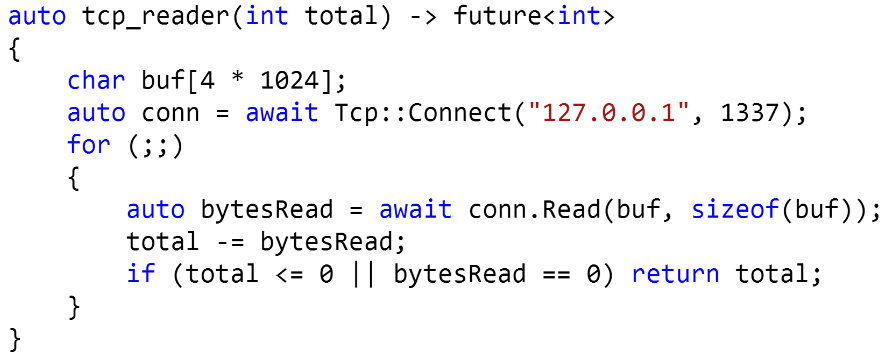 auto tcp_reader(int total) -> future<int>
{
    char buf[4 * 1024];
    auto conn = await Tcp::Connect("127.0.0.1", 1337);
    for (;;)
    {
        auto bytesRead = await conn.Read(buf, sizeof(buf));
        total -= bytesRead;
        if (total <= 0 || bytesRead == 0) return total;
    }
}